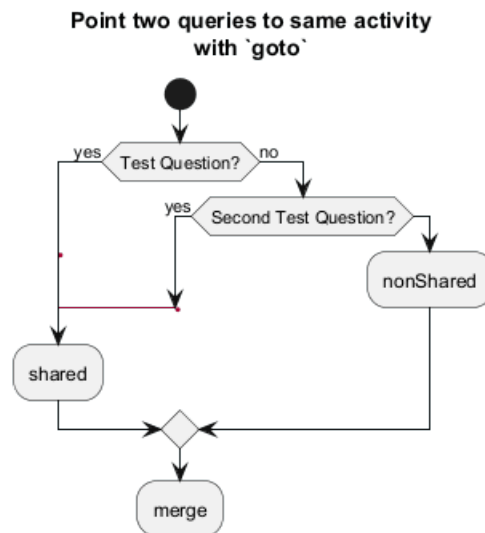 Point two queries to same activity
with `goto`
yes
Test Question?
no
yes
Second Test Question?
nonShared
shared
merge